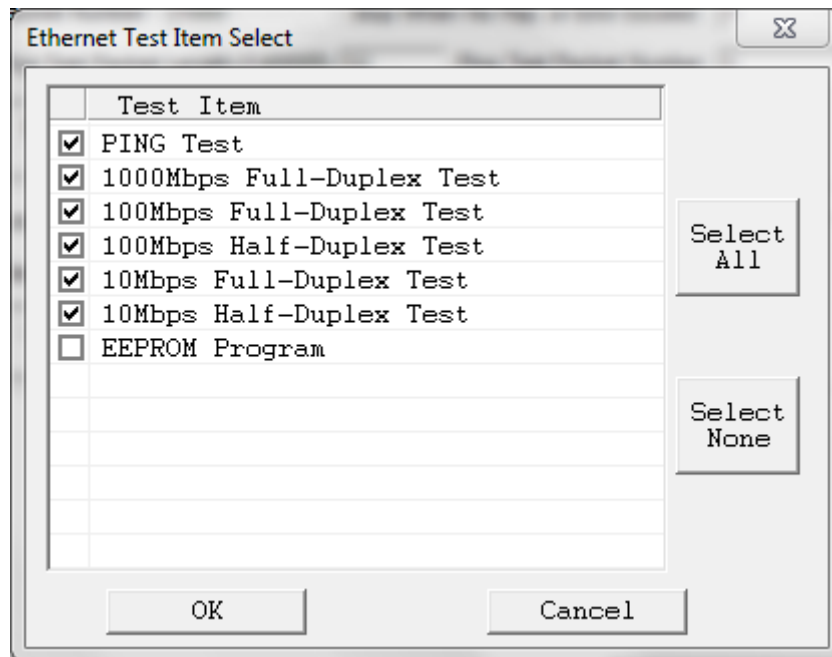 Ethernet Test Item Select
Test Item
PING Test
1000Mbps Full-Duplex Test
100Mbps Full-Duplex Test
100Mbps Half-Duplex Test
10Mbps Full-Duplex Test
10Mbps Half-Duplex Test
EEPROM Program
Select
All
Select
None
OK
Cancel